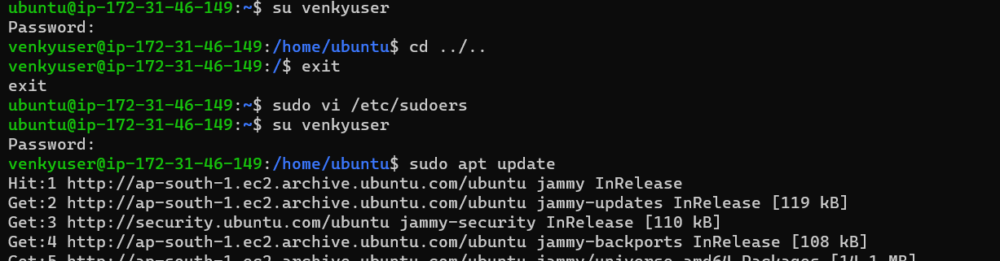 ubuntu@ip-172-31-46-149:~$ su venkyuser
Password:
venkyuser@ip-172-31-46-149:/home/ubuntu$ cd ../..
venkyuser@ip-172-31-46-149:/$ exit
exit
ubuntu@ip-172-31-46-149:~$ sudo vi /etc/sudoers
ubuntu@ip-172-31-46-149:~$ su venkyuser
Password:
venkyuser@ip-172-31-46-149:/home/ubuntu$ sudo apt update
Hit:1 http://ap-south-1.ec2.archive.ubuntu.com/ubuntu jammy InRelease
Get:2 http://ap-south-1.ec2.archive.ubuntu.com/ubuntu jammy-updates InRelease [119 kB]
Get:3 http://security.ubuntu.com/ubuntu jammy-security InRelease [110 kB]
Get:4 http://ap-south-1.ec2.archive.ubuntu.com/ubuntu jammy-backports InRelease [108 kB]
Get:5 http://ap-south-1.ec2.archive.ubuntu.com/ubuntu jammy/universe amd64 Packages [14.1 MB]